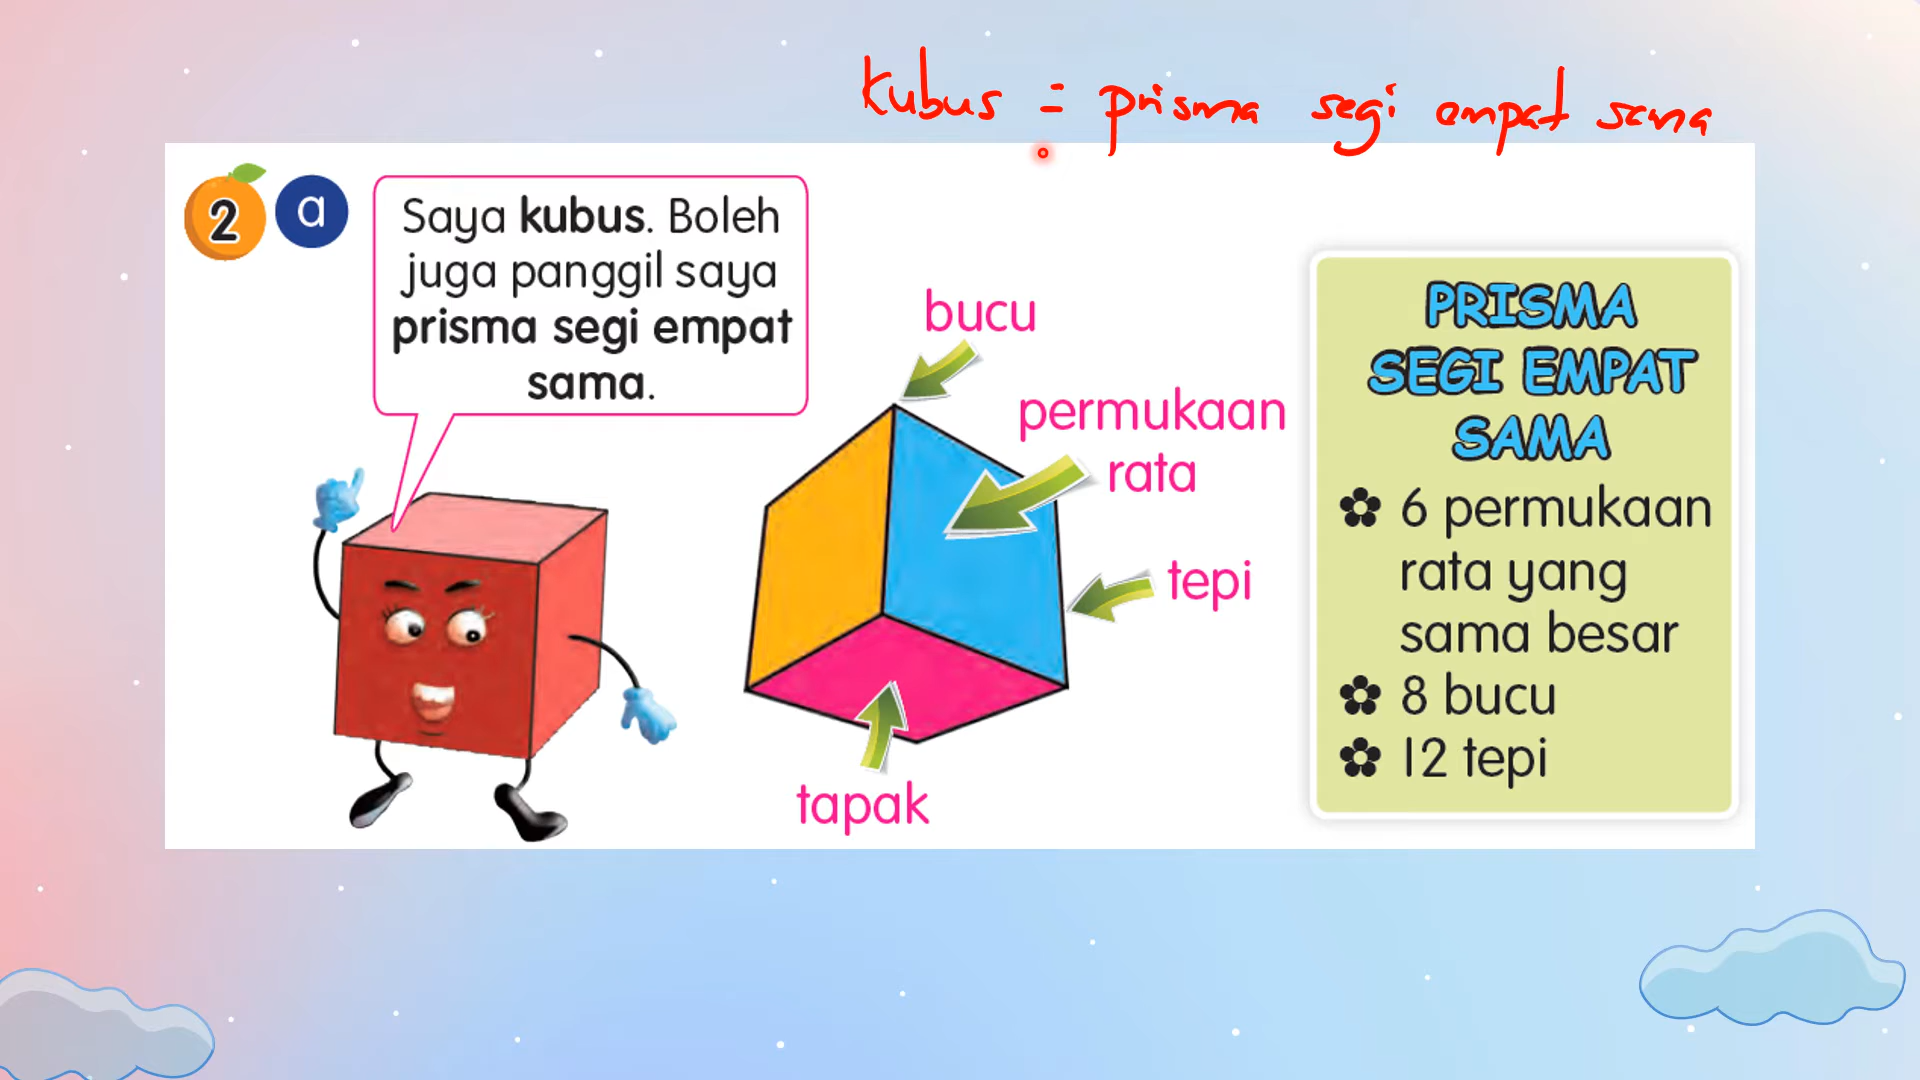 kubus = prisma segi empat sama
2 a
Saya kubus. Boleh
juga panggil saya
prisma segi empat
sama.
bucu
permukaan
rata
tepi
tapak
PRISMA
SEGI EMPAT
SAMA
6 permukaan
rata yang
sama besar
8 bucu
12 tepi